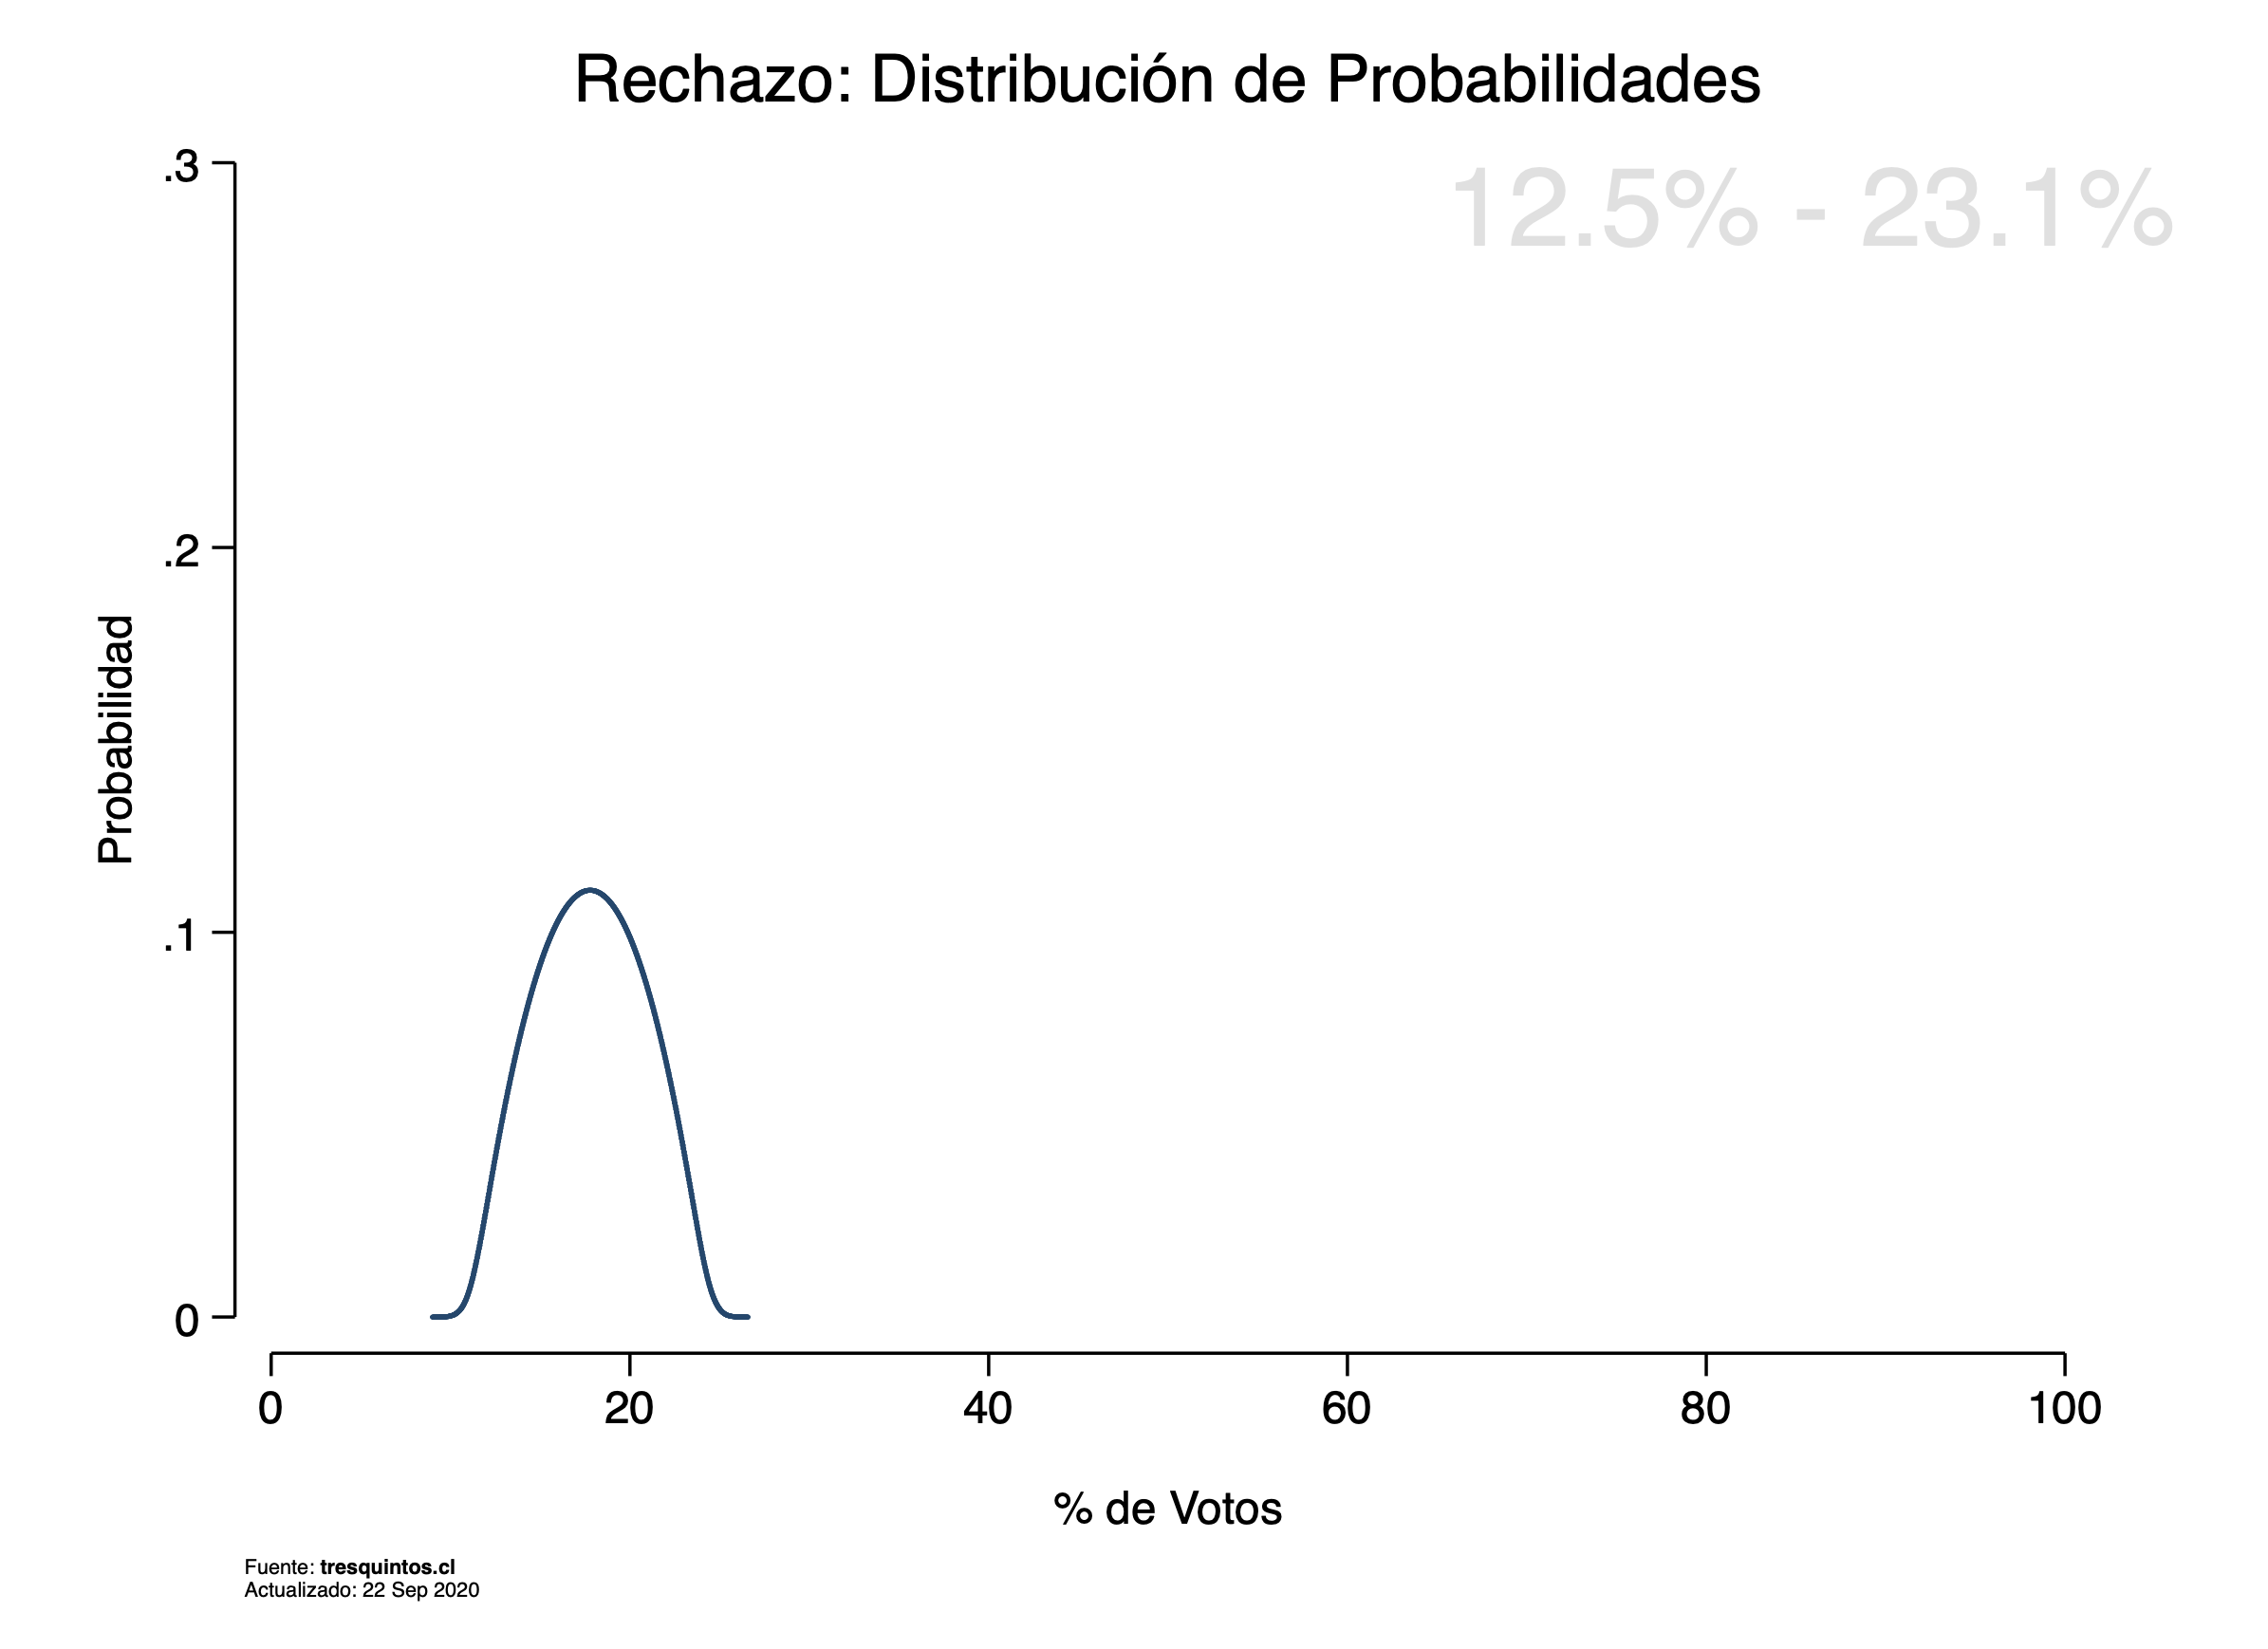 Rechazo: Distribución de Probabilidades
12.5% - 23.1%
.3
.2
.1
0
Probabilidad
0 20 40 60 80 100
% de Votos
Fuente: tresquintos.cl
Actualizado: 22 Sep 2020